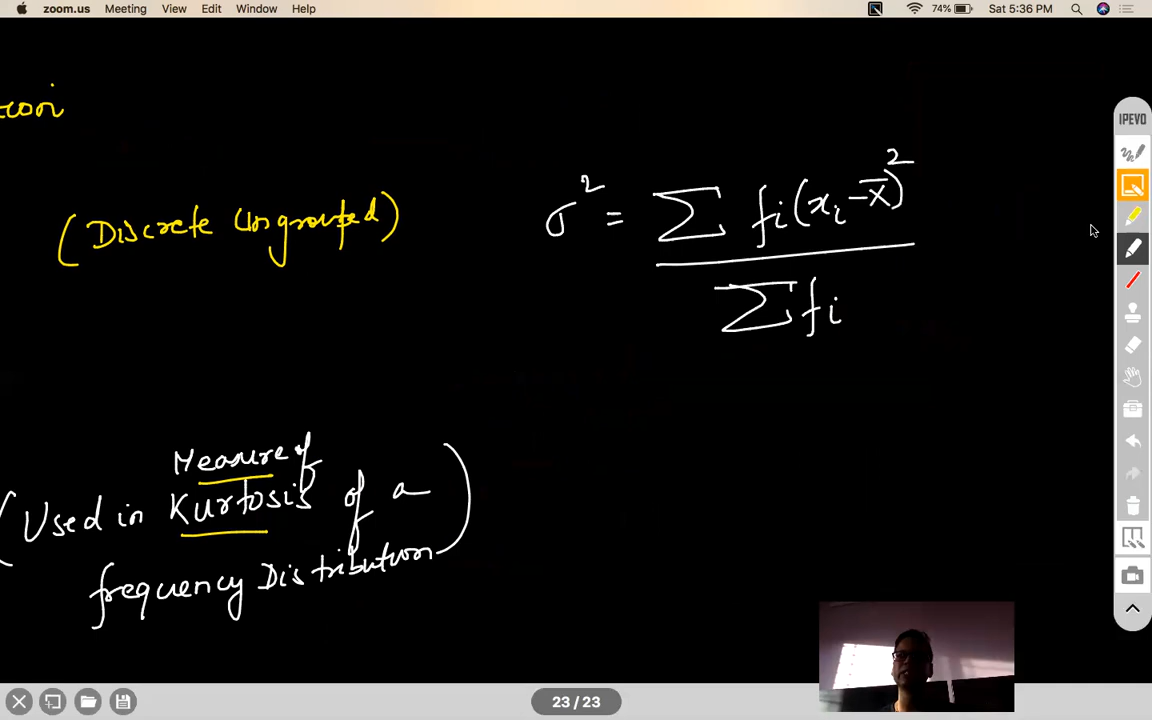 zoom.us Meeting View Edit Window Help 74% Sat 5:36 PM
IPEVO
(Discrete Ungrouped)
σ² = ∑ fi(xi-x̅)²
∑fi
Measure of
(Used in Kurtosis of a
frequency Distribution)
23/23